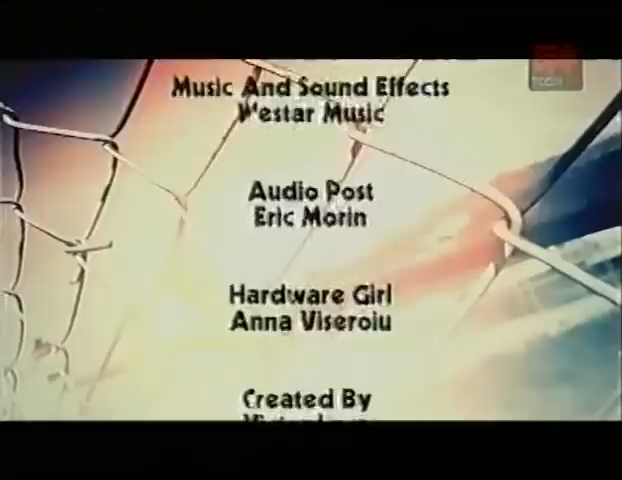 Music And Sound Effects
Westar Music
Audio Post
Eric Morin
Hardware Girl
Anna Viseroiu
Created By